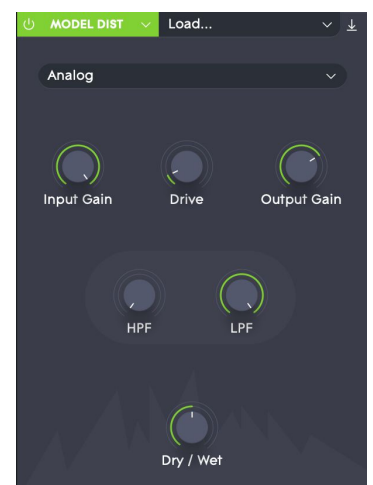 MODEL DIST Load...
Analog
Input Gain Drive Output Gain
HPF LPF
Dry / Wet